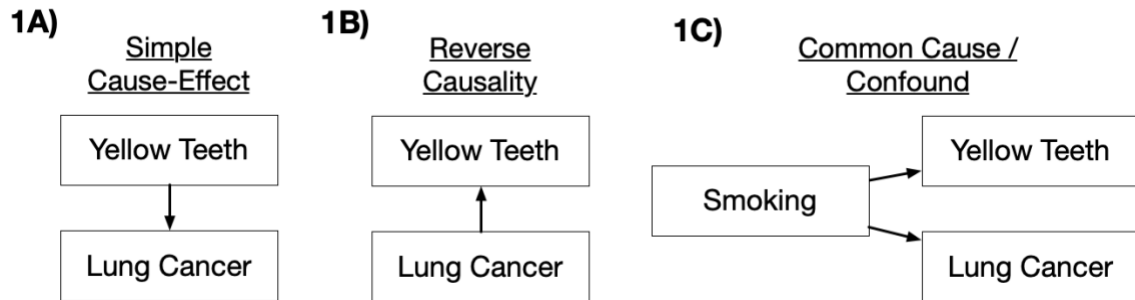 1A)
Simple
Cause-Effect
Yellow Teeth
Lung Cancer
1B)
Reverse
Causality
Yellow Teeth
Lung Cancer
1C)
Common Cause /
Confound
Smoking
Yellow Teeth
Lung Cancer